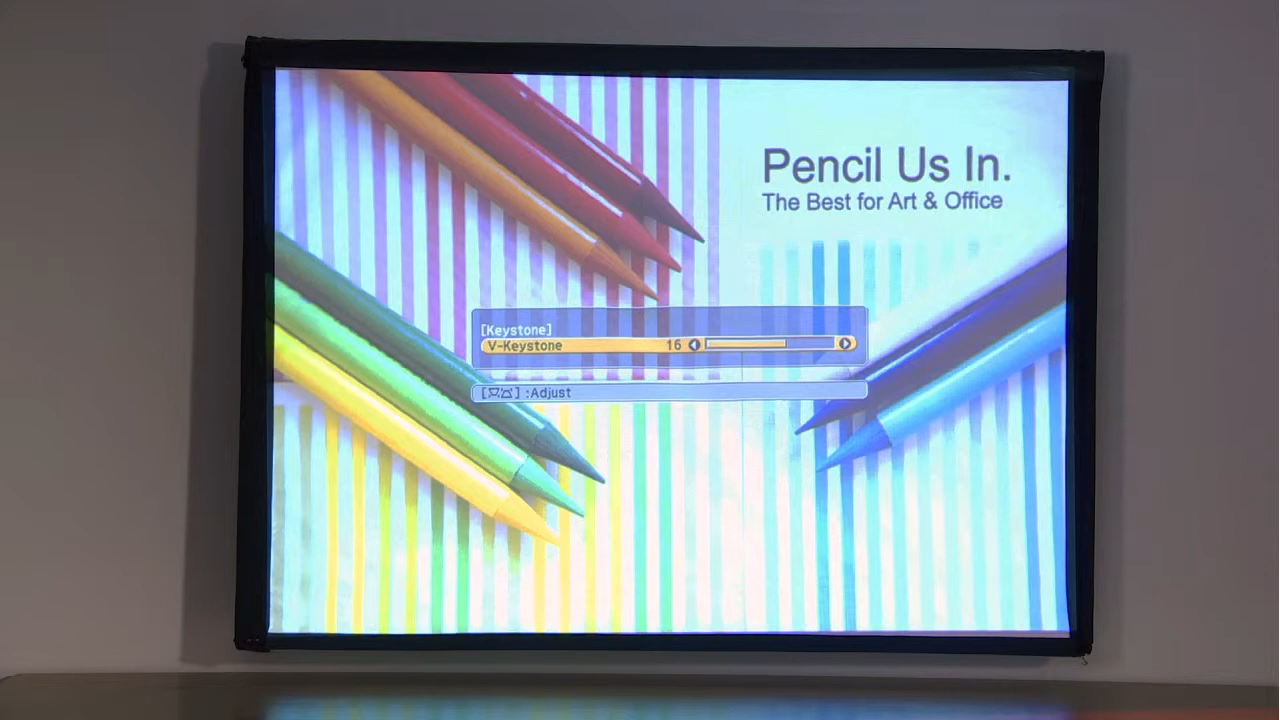 Pencil Us In.
The Best for Art & Office
[Keystone]
V-Keystone 16
[ ] :Adjust